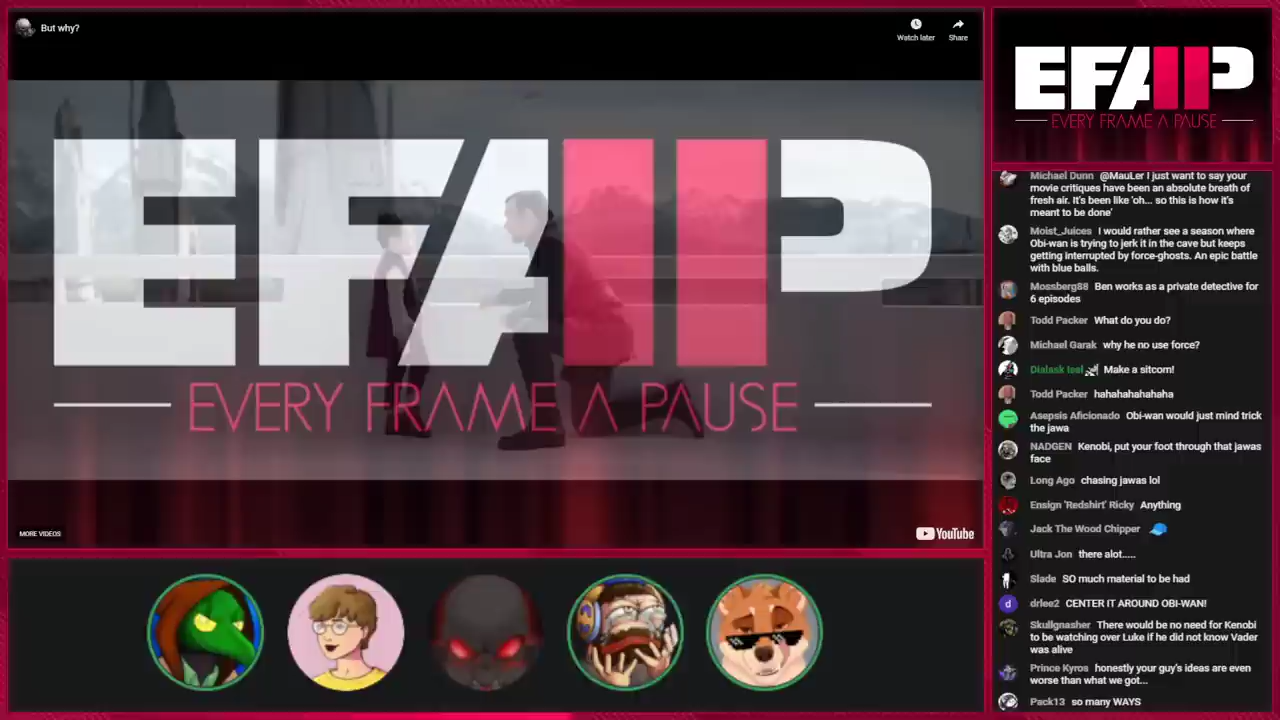 But why?
Watch later
Share
EFAP
EVERY FRAME A PAUSE
MORE VIDEOS
YouTube
EFAP
EVERY FRAME A PAUSE
Michael Dunn @MauLer I just want to say your
movie critiques have been an absolute breath of
fresh air. It's been like 'oh... so this is how it's
meant to be done'
Moist_Juices I would rather see a season where
Obi-wan is trying to jerk it in the cave but keeps
getting interrupted by force-ghosts. An epic battle
with blue balls.
Mossberg88 Ben works as a private detective for
6 episodes
Todd Packer What do you do?
Michael Garak why he no use force?
Dialask teel Make a sitcom!
Todd Packer hahahahahahaha
Asepsis Aficionado Obi-wan would just mind trick
the jawa
NADGEN Kenobi, put your foot through that jawas
face
Long Ago chasing jawas lol
Ensign 'Redshirt' Ricky Anything
Jack The Wood Chipper
Ultra Jon there alot.....
Slade SO much material to be had
d
drlee2 CENTER IT AROUND OBI-WAN!
Skullgnasher There would be no need for Kenobi
to be watching over Luke if he did not know Vader
was alive
Prince Kyros honestly your guy's ideas are even
worse than what we got...
Pack13 so many WAYS